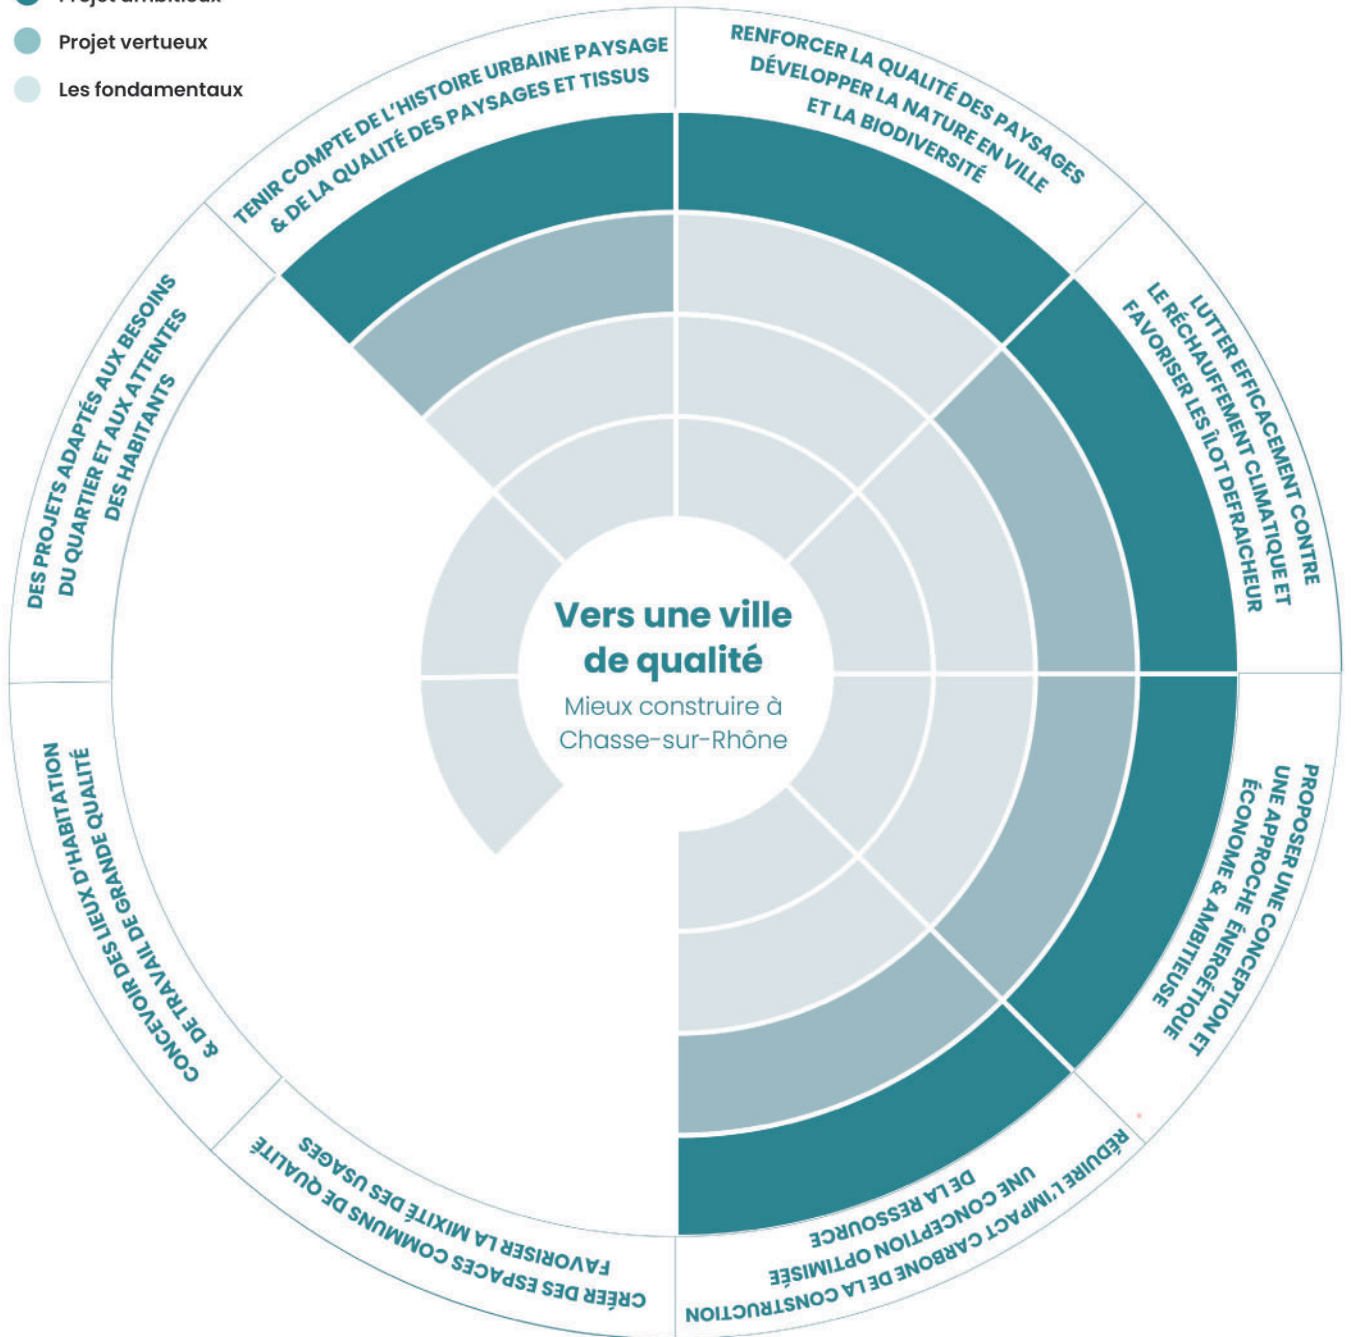 Projet ambitieux
Projet vertueux
Les fondamentaux
TENIR COMPTE DE L'HISTOIRE URBAINE PAYSAGE
& DE LA QUALITÉ DES PAYSAGES ET TISSUS
RENFORCER LA QUALITÉ DES PAYSAGES
DÉVELOPPER LA NATURE EN VILLE
ET LA BIODIVERSITÉ
LUTTER EFFICACEMENT CONTRE
LE RÉCHAUFFEMENT CLIMATIQUE ET
FAVORISER LES ÎLOT DEFRAICHEUR
PROPOSER UNE CONCEPTION ET
UNE APPROCHE ÉNERGÉTIQUE
ÉCONOME & AMBITIEUSE
RÉDUIRE L'IMPACT CARBONE DE LA CONSTRUCTION
UNE CONCEPTION OPTIMISÉE
DE LA RESSOURCE
CRÉER DES ESPACES COMMUNS DE QUALITÉ
FAVORISER LA MIXITÉ DES USAGES
CONCEVOIR DES LIEUX D'HABITATION
& DE TRAVAIL DE GRANDE QUALITÉ
DES PROJETS ADAPTÉS AUX BESOINS
DU QUARTIER ET AUX ATTENTES
DES HABITANTS
Vers une ville
de qualité
Mieux construire à
Chasse-sur-Rhône